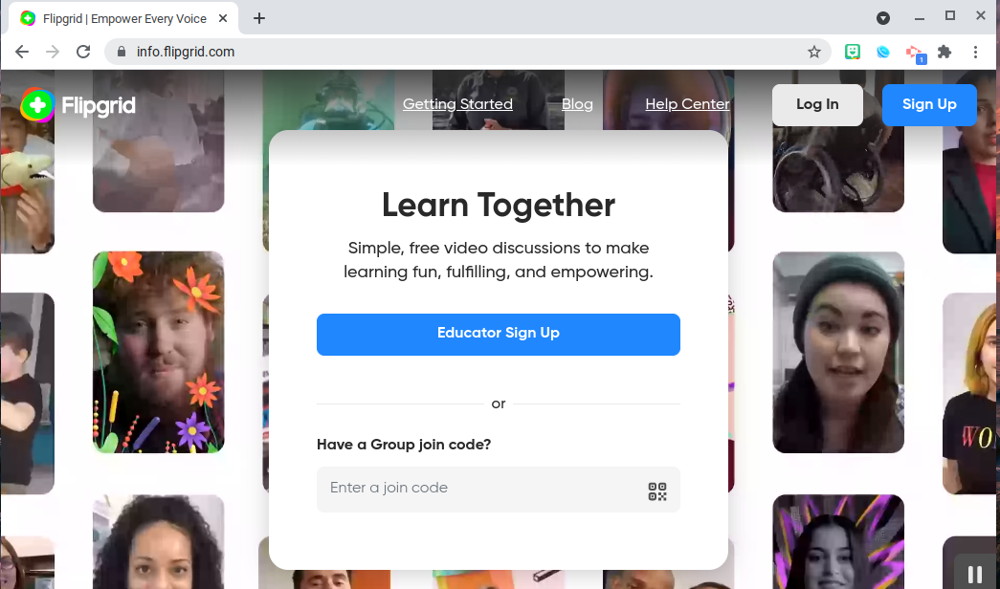 Flipgrid | Empower Every Voice
info.flipgrid.com
1
Flipgrid
Getting Started
Blog
Help Center
Log In
Sign Up
Learn Together
Simple, free video discussions to make
learning fun, fulfilling, and empowering.
Educator Sign Up
or
Have a Group join code?
Enter a join code